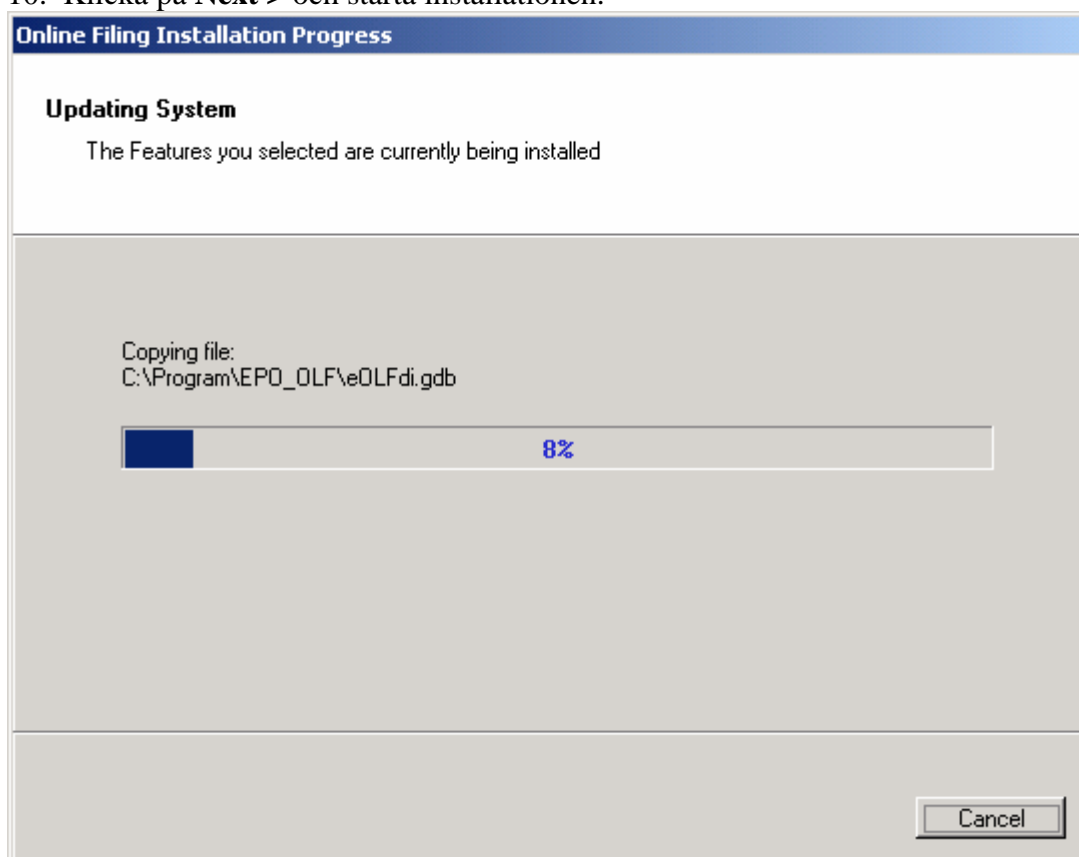 10. Klicka på Next > och starta installationen.
Online Filing Installation Progress
Updating System
The Features you selected are currently being installed
Copying file:
C:\Program\EPO_OLF\eOLFdi.gdb
8%
Cancel